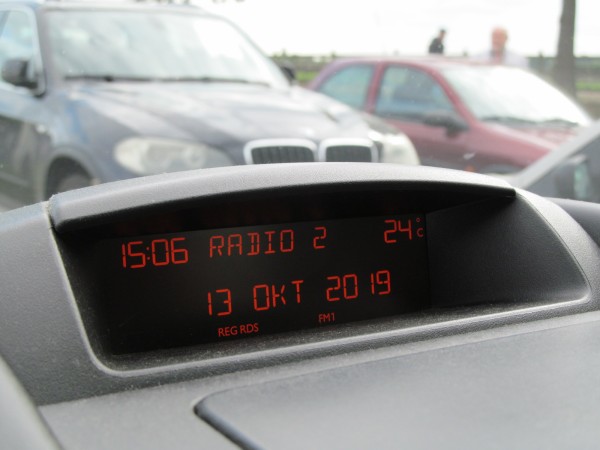 15:06 RADIO 2 24°C
13 OKT 2019
REG RDS FM1